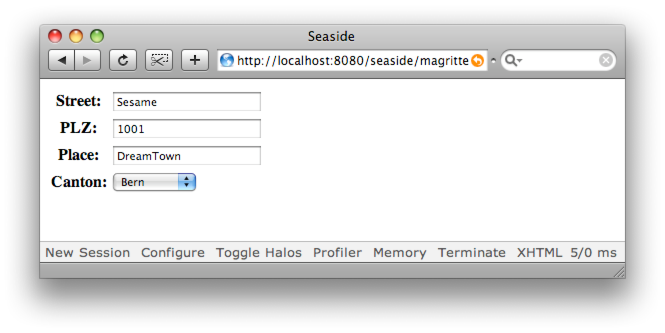 Seaside
http://localhost:8080/seaside/magritte
Street: Sesame
PLZ: 1001
Place: DreamTown
Canton: Bern
New Session Configure Toggle Halos Profiler Memory Terminate XHTML 5/0 ms